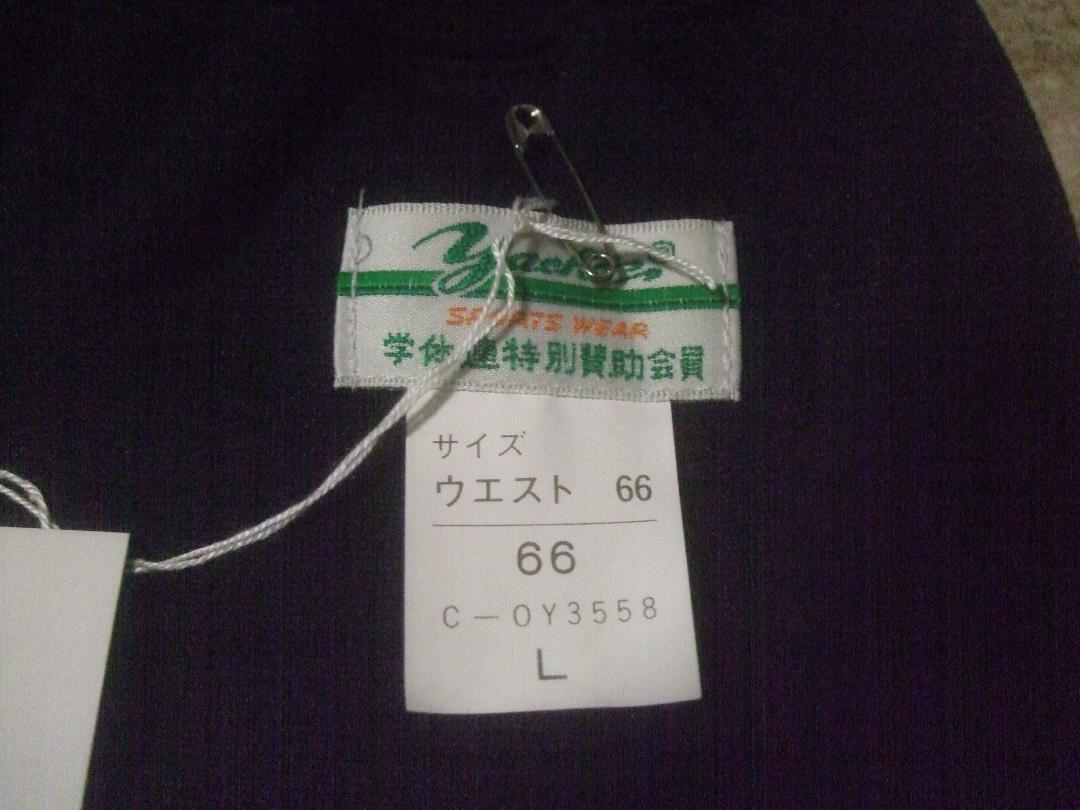 SPORTS WEAR
学体連特別賛助会員
サイズ
ウエスト 66
66
C-OY3558
L